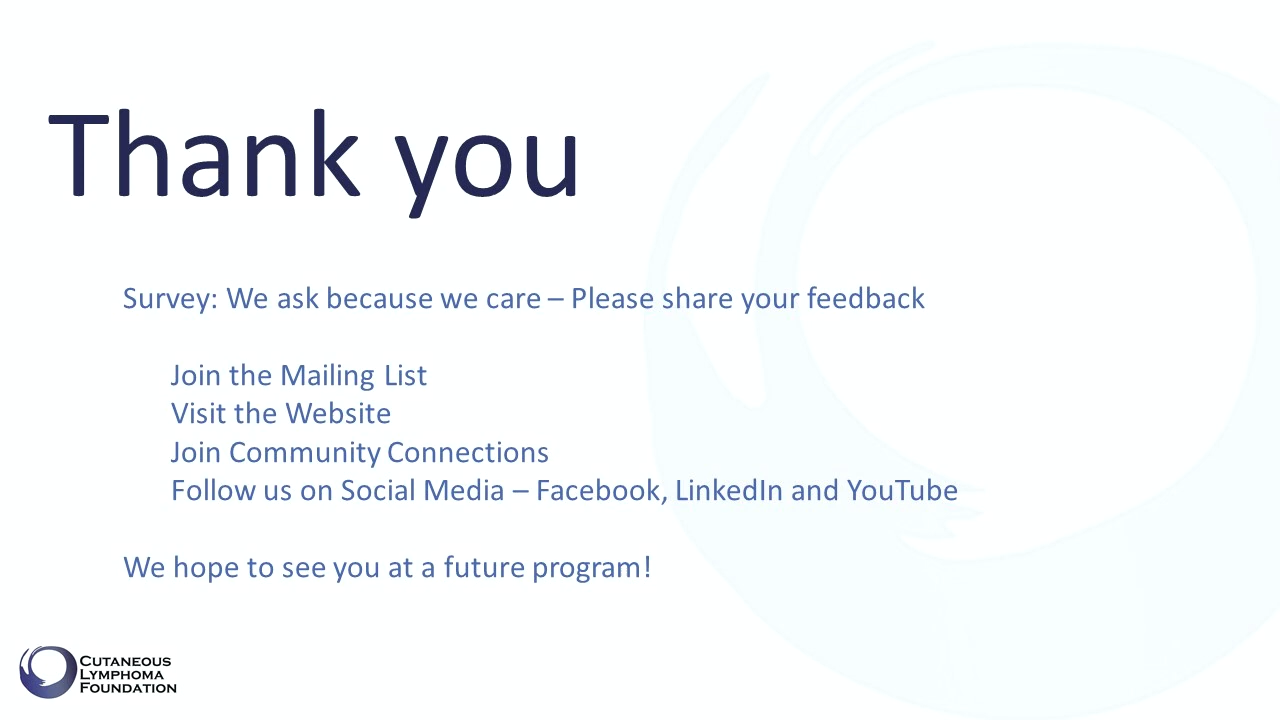 Thank you
Survey: We ask because we care – Please share your feedback
Join the Mailing List
Visit the Website
Join Community Connections
Follow us on Social Media – Facebook, LinkedIn and YouTube
We hope to see you at a future program!
CUTANEOUS
LYMPHOMA
FOUNDATION